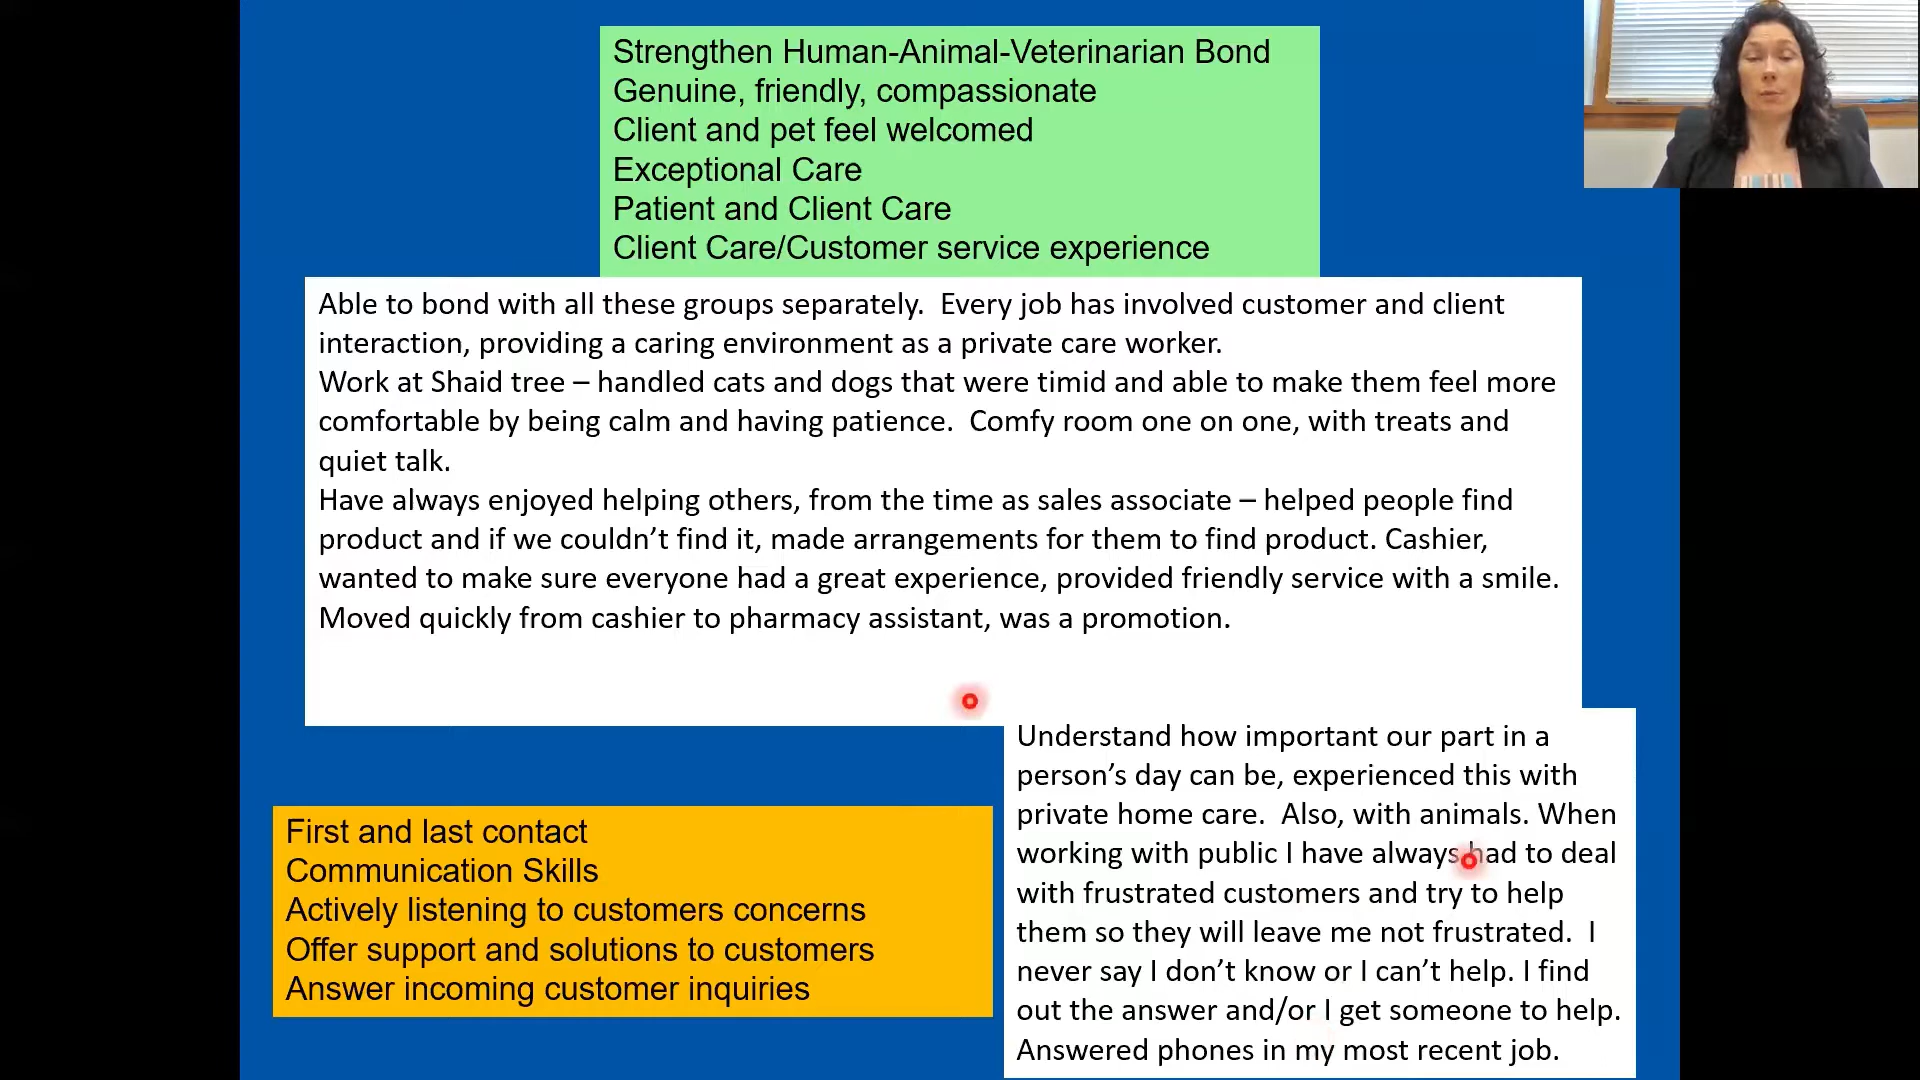 Strengthen Human-Animal-Veterinarian Bond
Genuine, friendly, compassionate
Client and pet feel welcomed
Exceptional Care
Patient and Client Care
Client Care/Customer service experience
Able to bond with all these groups separately.  Every job has involved customer and client
interaction, providing a caring environment as a private care worker.
Work at Shaid tree – handled cats and dogs that were timid and able to make them feel more
comfortable by being calm and having patience.  Comfy room one on one, with treats and
quiet talk.
Have always enjoyed helping others, from the time as sales associate – helped people find
product and if we couldn’t find it, made arrangements for them to find product. Cashier,
wanted to make sure everyone had a great experience, provided friendly service with a smile.
Moved quickly from cashier to pharmacy assistant, was a promotion.
First and last contact
Communication Skills
Actively listening to customers concerns
Offer support and solutions to customers
Answer incoming customer inquiries
Understand how important our part in a
person’s day can be, experienced this with
private home care.  Also, with animals. When
working with public I have always had to deal
with frustrated customers and try to help
them so they will leave me not frustrated.  I
never say I don’t know or I can’t help. I find
out the answer and/or I get someone to help.
Answered phones in my most recent job.